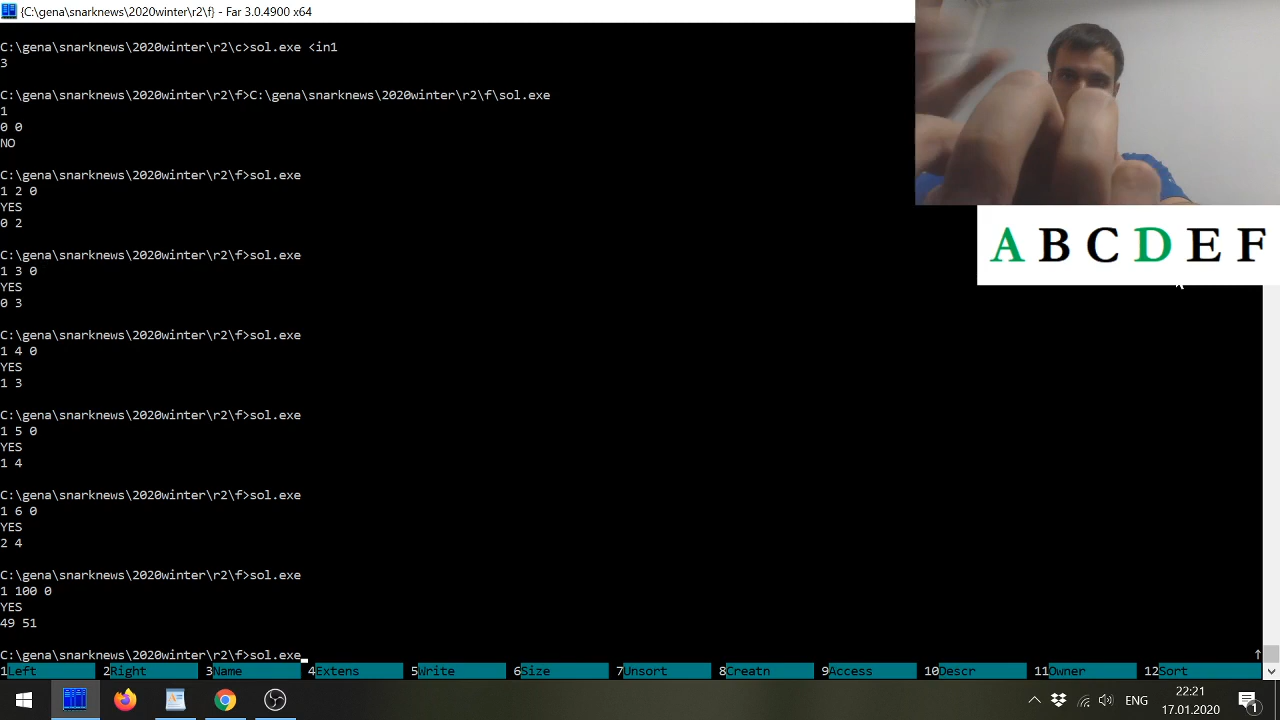 {C:\gena\snarknews\2020winter\r2\f} - Far 3.0.4900 x64
C:\gena\snarknews\2020winter\r2\c>sol.exe <in1
3
C:\gena\snarknews\2020winter\r2\f>C:\gena\snarknews\2020winter\r2\f\sol.exe
1
0 0
NO
C:\gena\snarknews\2020winter\r2\f>sol.exe
1 2 0
YES
0 2
C:\gena\snarknews\2020winter\r2\f>sol.exe
1 3 0
YES
0 3
C:\gena\snarknews\2020winter\r2\f>sol.exe
1 4 0
YES
1 3
C:\gena\snarknews\2020winter\r2\f>sol.exe
1 5 0
YES
1 4
C:\gena\snarknews\2020winter\r2\f>sol.exe
1 6 0
YES
2 4
C:\gena\snarknews\2020winter\r2\f>sol.exe
1 100 0
YES
49 51
C:\gena\snarknews\2020winter\r2\f>sol.exe
A B C D E F
1Left 2Right 3Name 4Extens 5Write 6Size 7Unsort 8Creatn 9Access 10Descr 11Owner 12Sort
ENG
22:21
17.01.2020
1